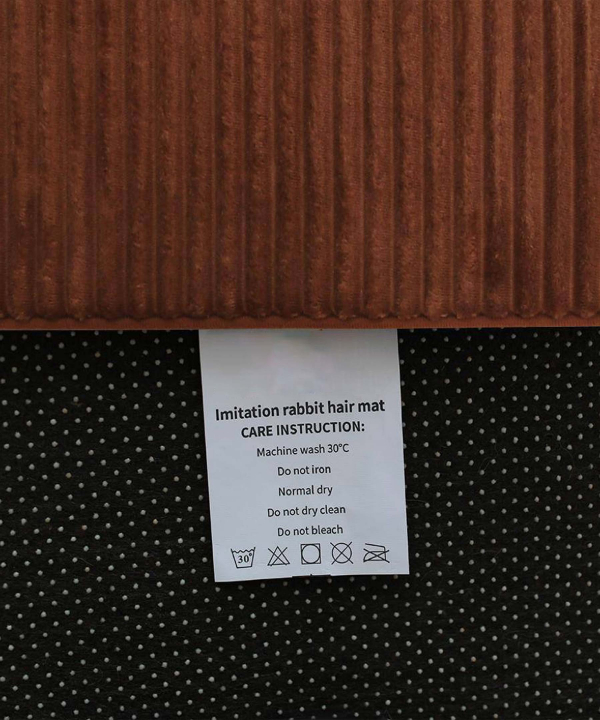 Imitation rabbit hair mat
CARE INSTRUCTION:
Machine wash 30°C
Do not iron
Normal dry
Do not dry clean
Do not bleach
30°